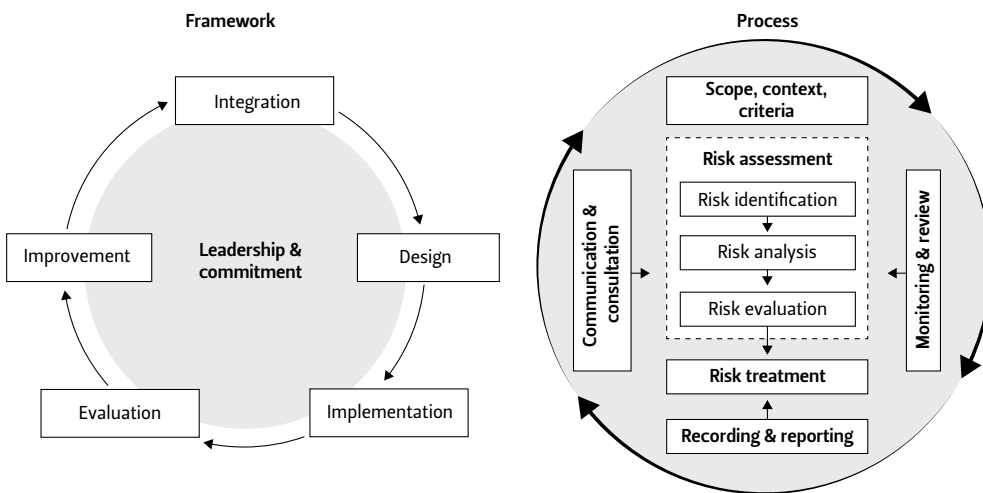 Framework
Integration
Design
Implementation
Evaluation
Improvement
Leadership &
commitment
Process
Scope, context,
criteria
Risk assessment
Risk identification
Risk analysis
Risk evaluation
Risk treatment
Recording & reporting
Communication &
consultation
Monitoring & review